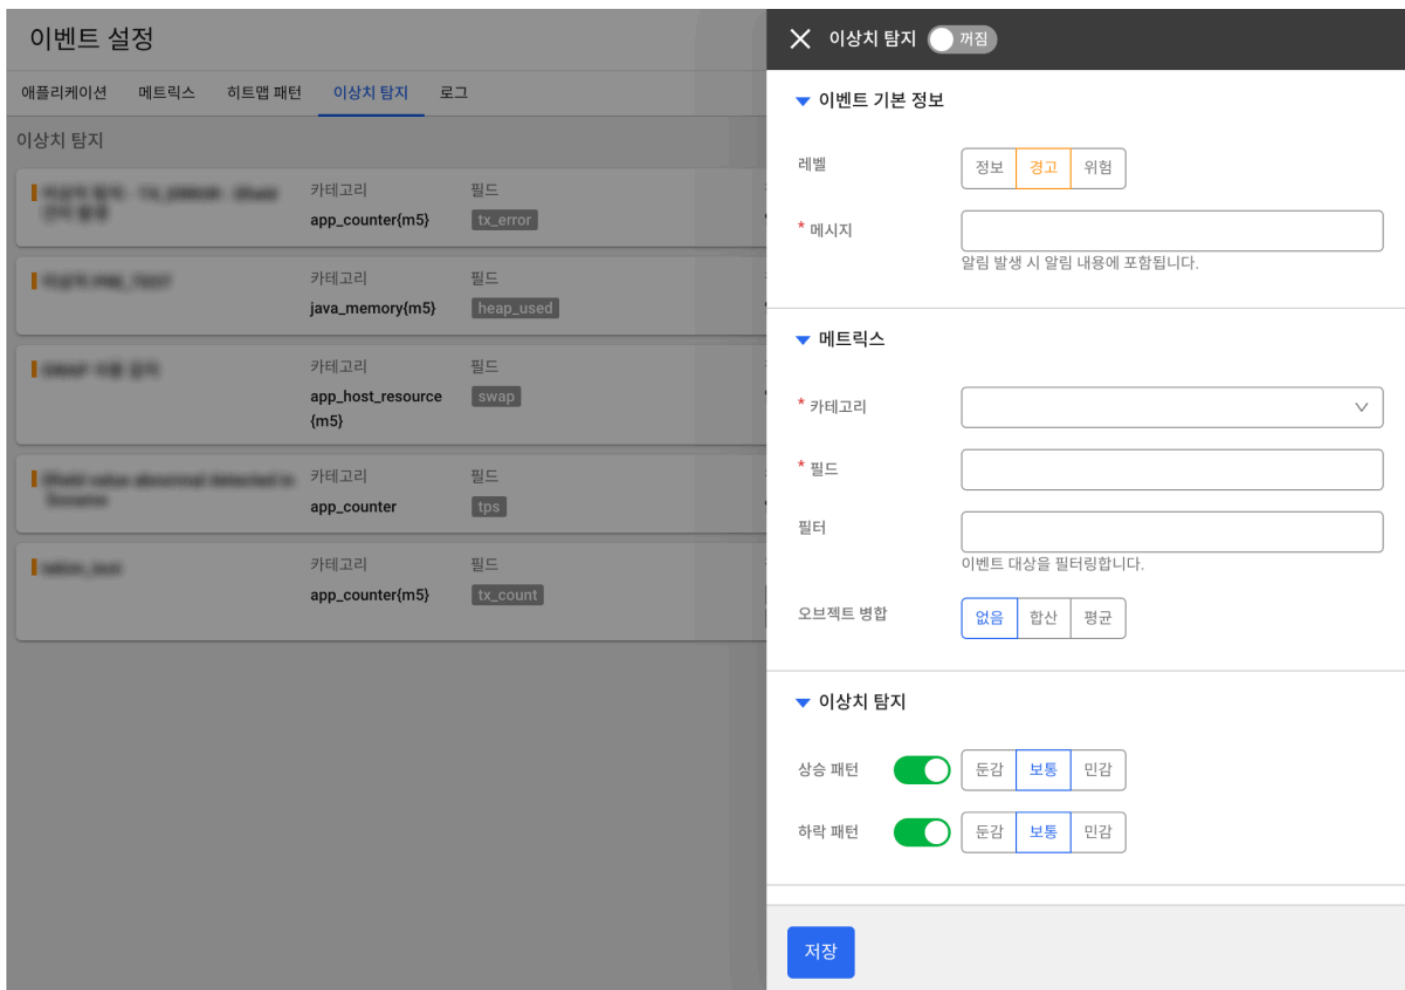 이벤트 설정
애플리케이션 메트릭스 히트맵 패턴 이상치 탐지 로그
이상치 탐지
카테고리 필드
app_counter{m5} tx_error
카테고리 필드
java_memory{m5} heap_used
카테고리 필드
app_host_resource swap
{m5}
카테고리 필드
app_counter tps
카테고리 필드
app_counter{m5} tx_count
이상치 탐지 꺼짐
이벤트 기본 정보
레벨 정보 경고 위험
* 메시지
알림 발생 시 알림 내용에 포함됩니다.
메트릭스
* 카테고리
* 필드
필터
이벤트 대상을 필터링합니다.
오브젝트 병합 없음 합산 평균
이상치 탐지
상승 패턴 둔감 보통 민감
하락 패턴 둔감 보통 민감
저장